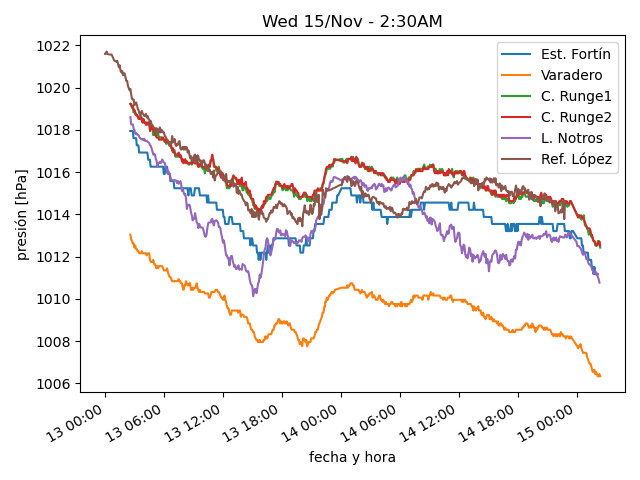 Wed 15/Nov - 2:30AM
Est. Fortín
Varadero
C. Runge1
C. Runge2
L. Notros
Ref. López
presión [hPa]
1022
1020
1018
1016
1014
1012
1010
1008
1006
13 00:00
13 06:00
13 12:00
13 18:00
14 00:00
14 06:00
14 12:00
14 18:00
15 00:00
fecha y hora